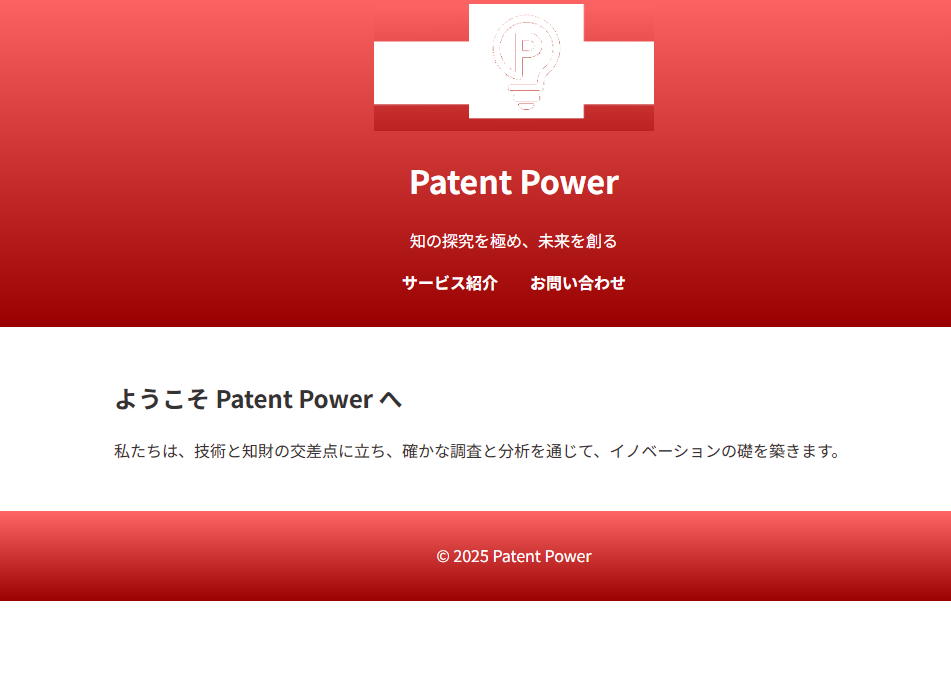 P
Patent Power
知の探究を極め、未来を創る
サービス紹介 お問い合わせ
ようこそ Patent Power へ
私たちは、技術と知財の交差点に立ち、確かな調査と分析を通じて、イノベーションの礎を築きます。
© 2025 Patent Power